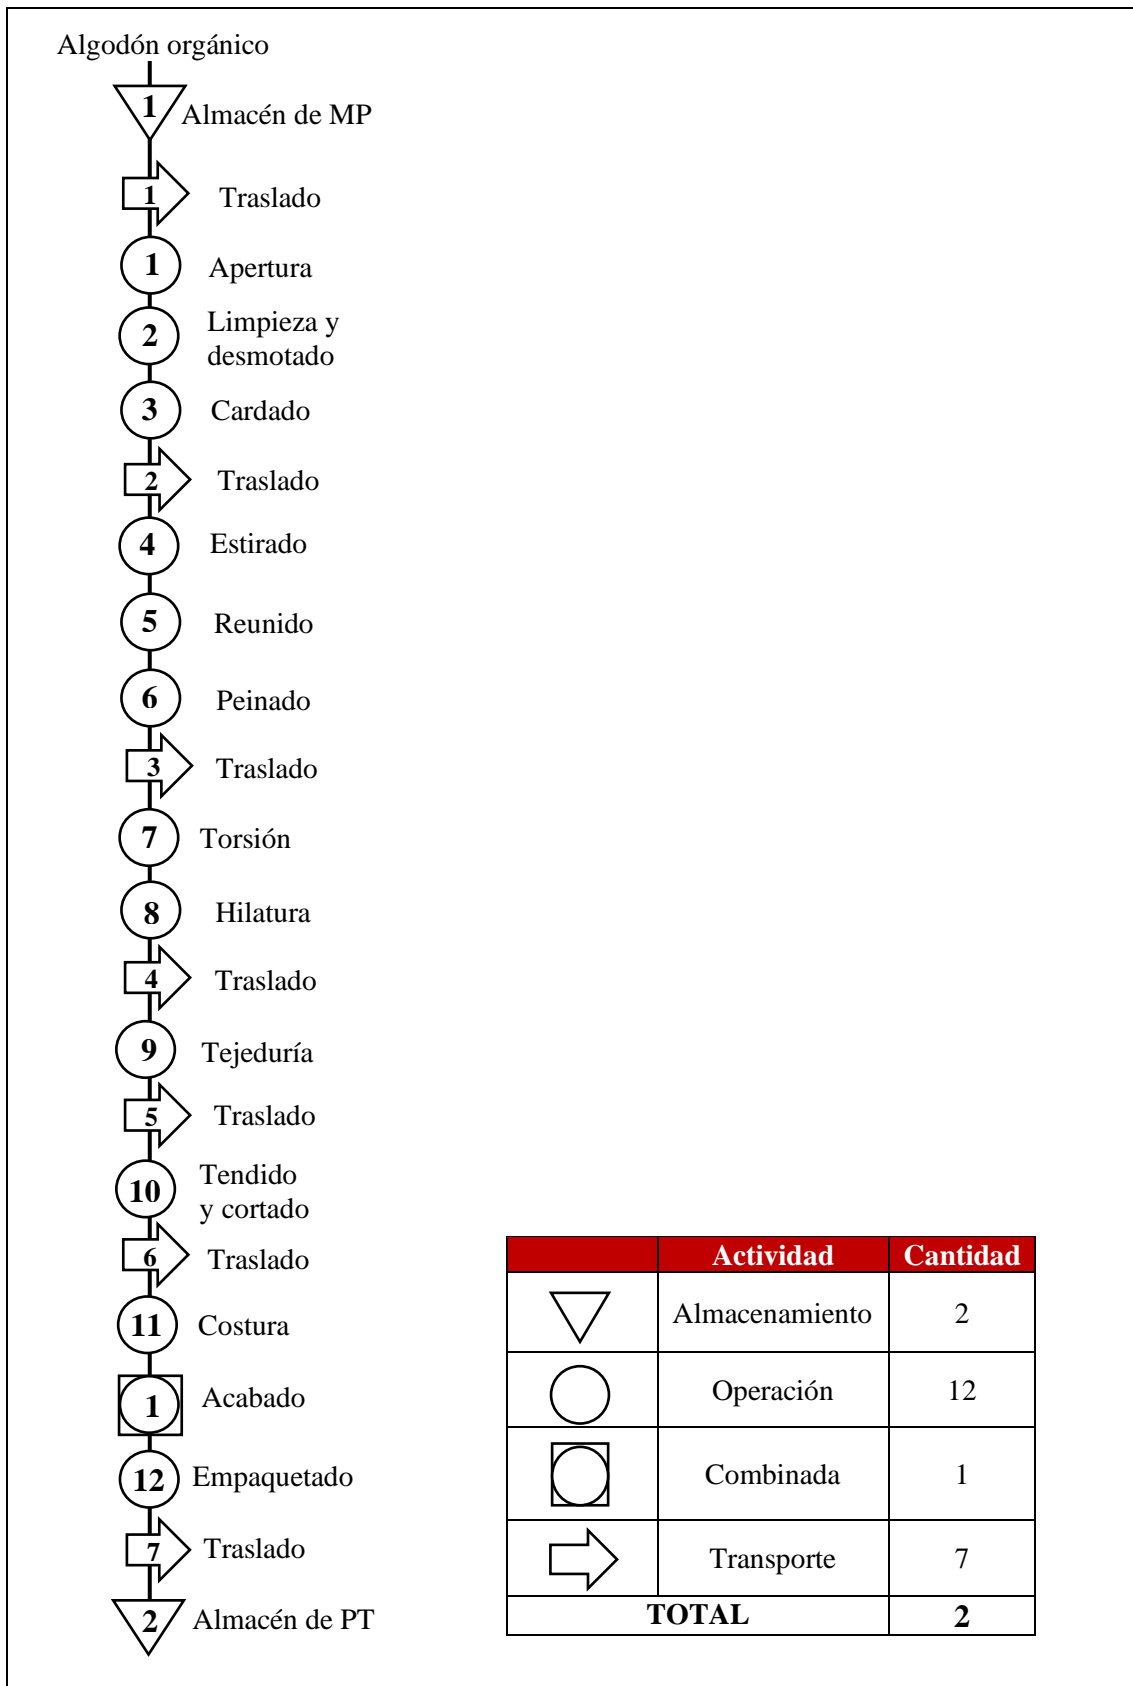 Algodón orgánico
1 Almacén de MP
1 Traslado
1 Apertura
2 Limpieza y
desmotado
3 Cardado
2 Traslado
4 Estirado
5 Reunido
6 Peinado
3 Traslado
7 Torsión
8 Hilatura
4 Traslado
9 Tejeduría
5 Traslado
10 Tendido
y cortado
6 Traslado
11 Costura
1 Acabado
12 Empaquetado
7 Traslado
2 Almacén de PT
Actividad Cantidad
Almacenamiento 2
Operación 12
Combinada 1
Transporte 7
TOTAL 2